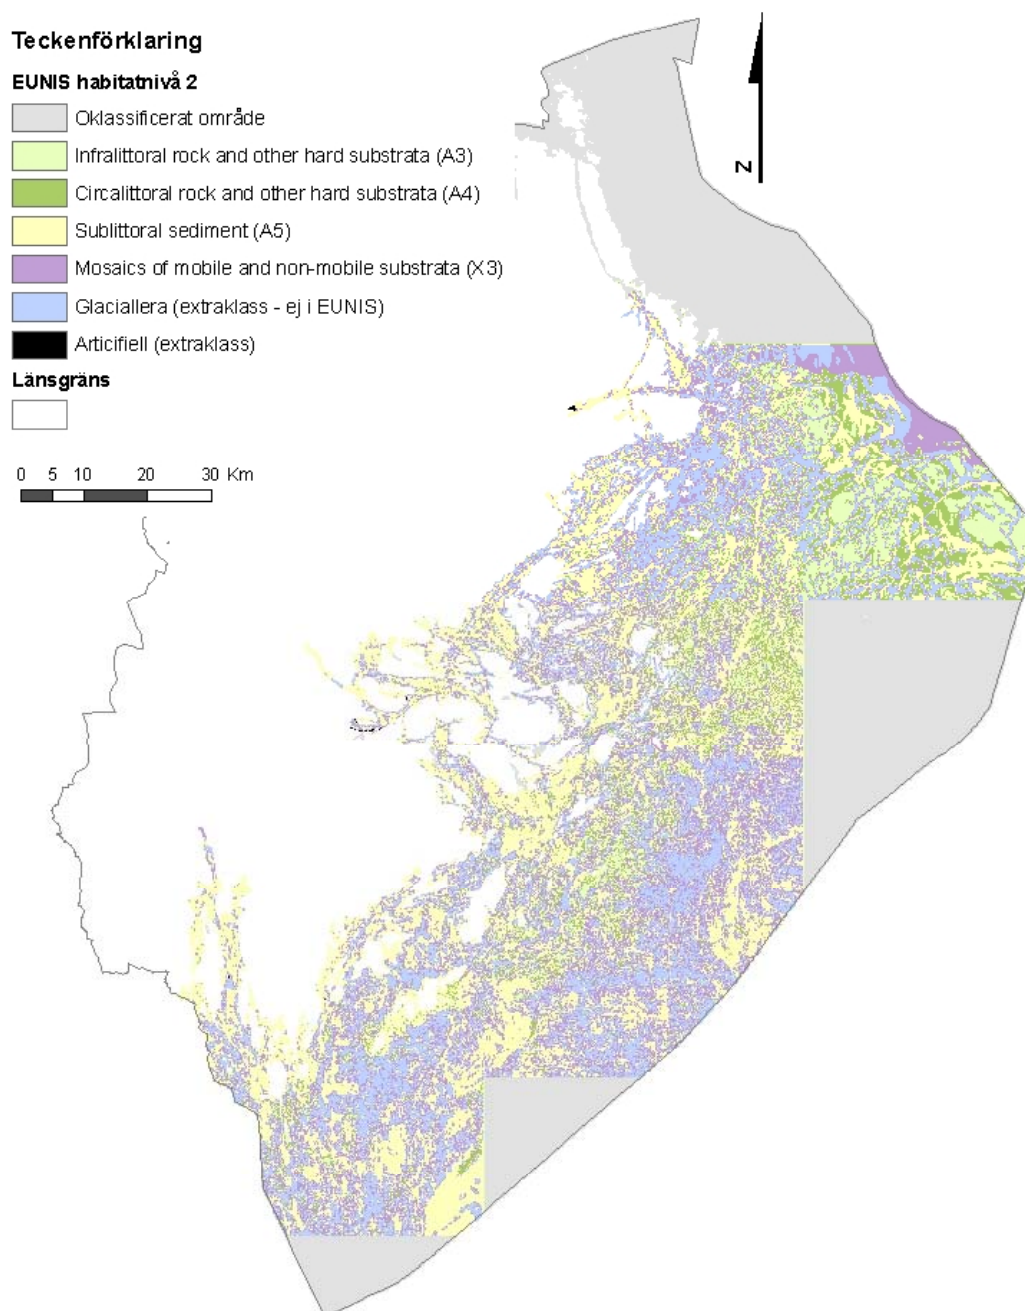 Teckenförklaring
EUNIS habitatnivå 2
Oklassificerat område
Infralittoral rock and other hard substrata (A3)
Circalittoral rock and other hard substrata (A4)
Sublittoral sediment (A5)
Mosaics of mobile and non-mobile substrata (X3)
Glaciallera (extraklass - ej i EUNIS)
Articifiell (extraklass)
Länsgräns
0 5 10 20 30 Km
N